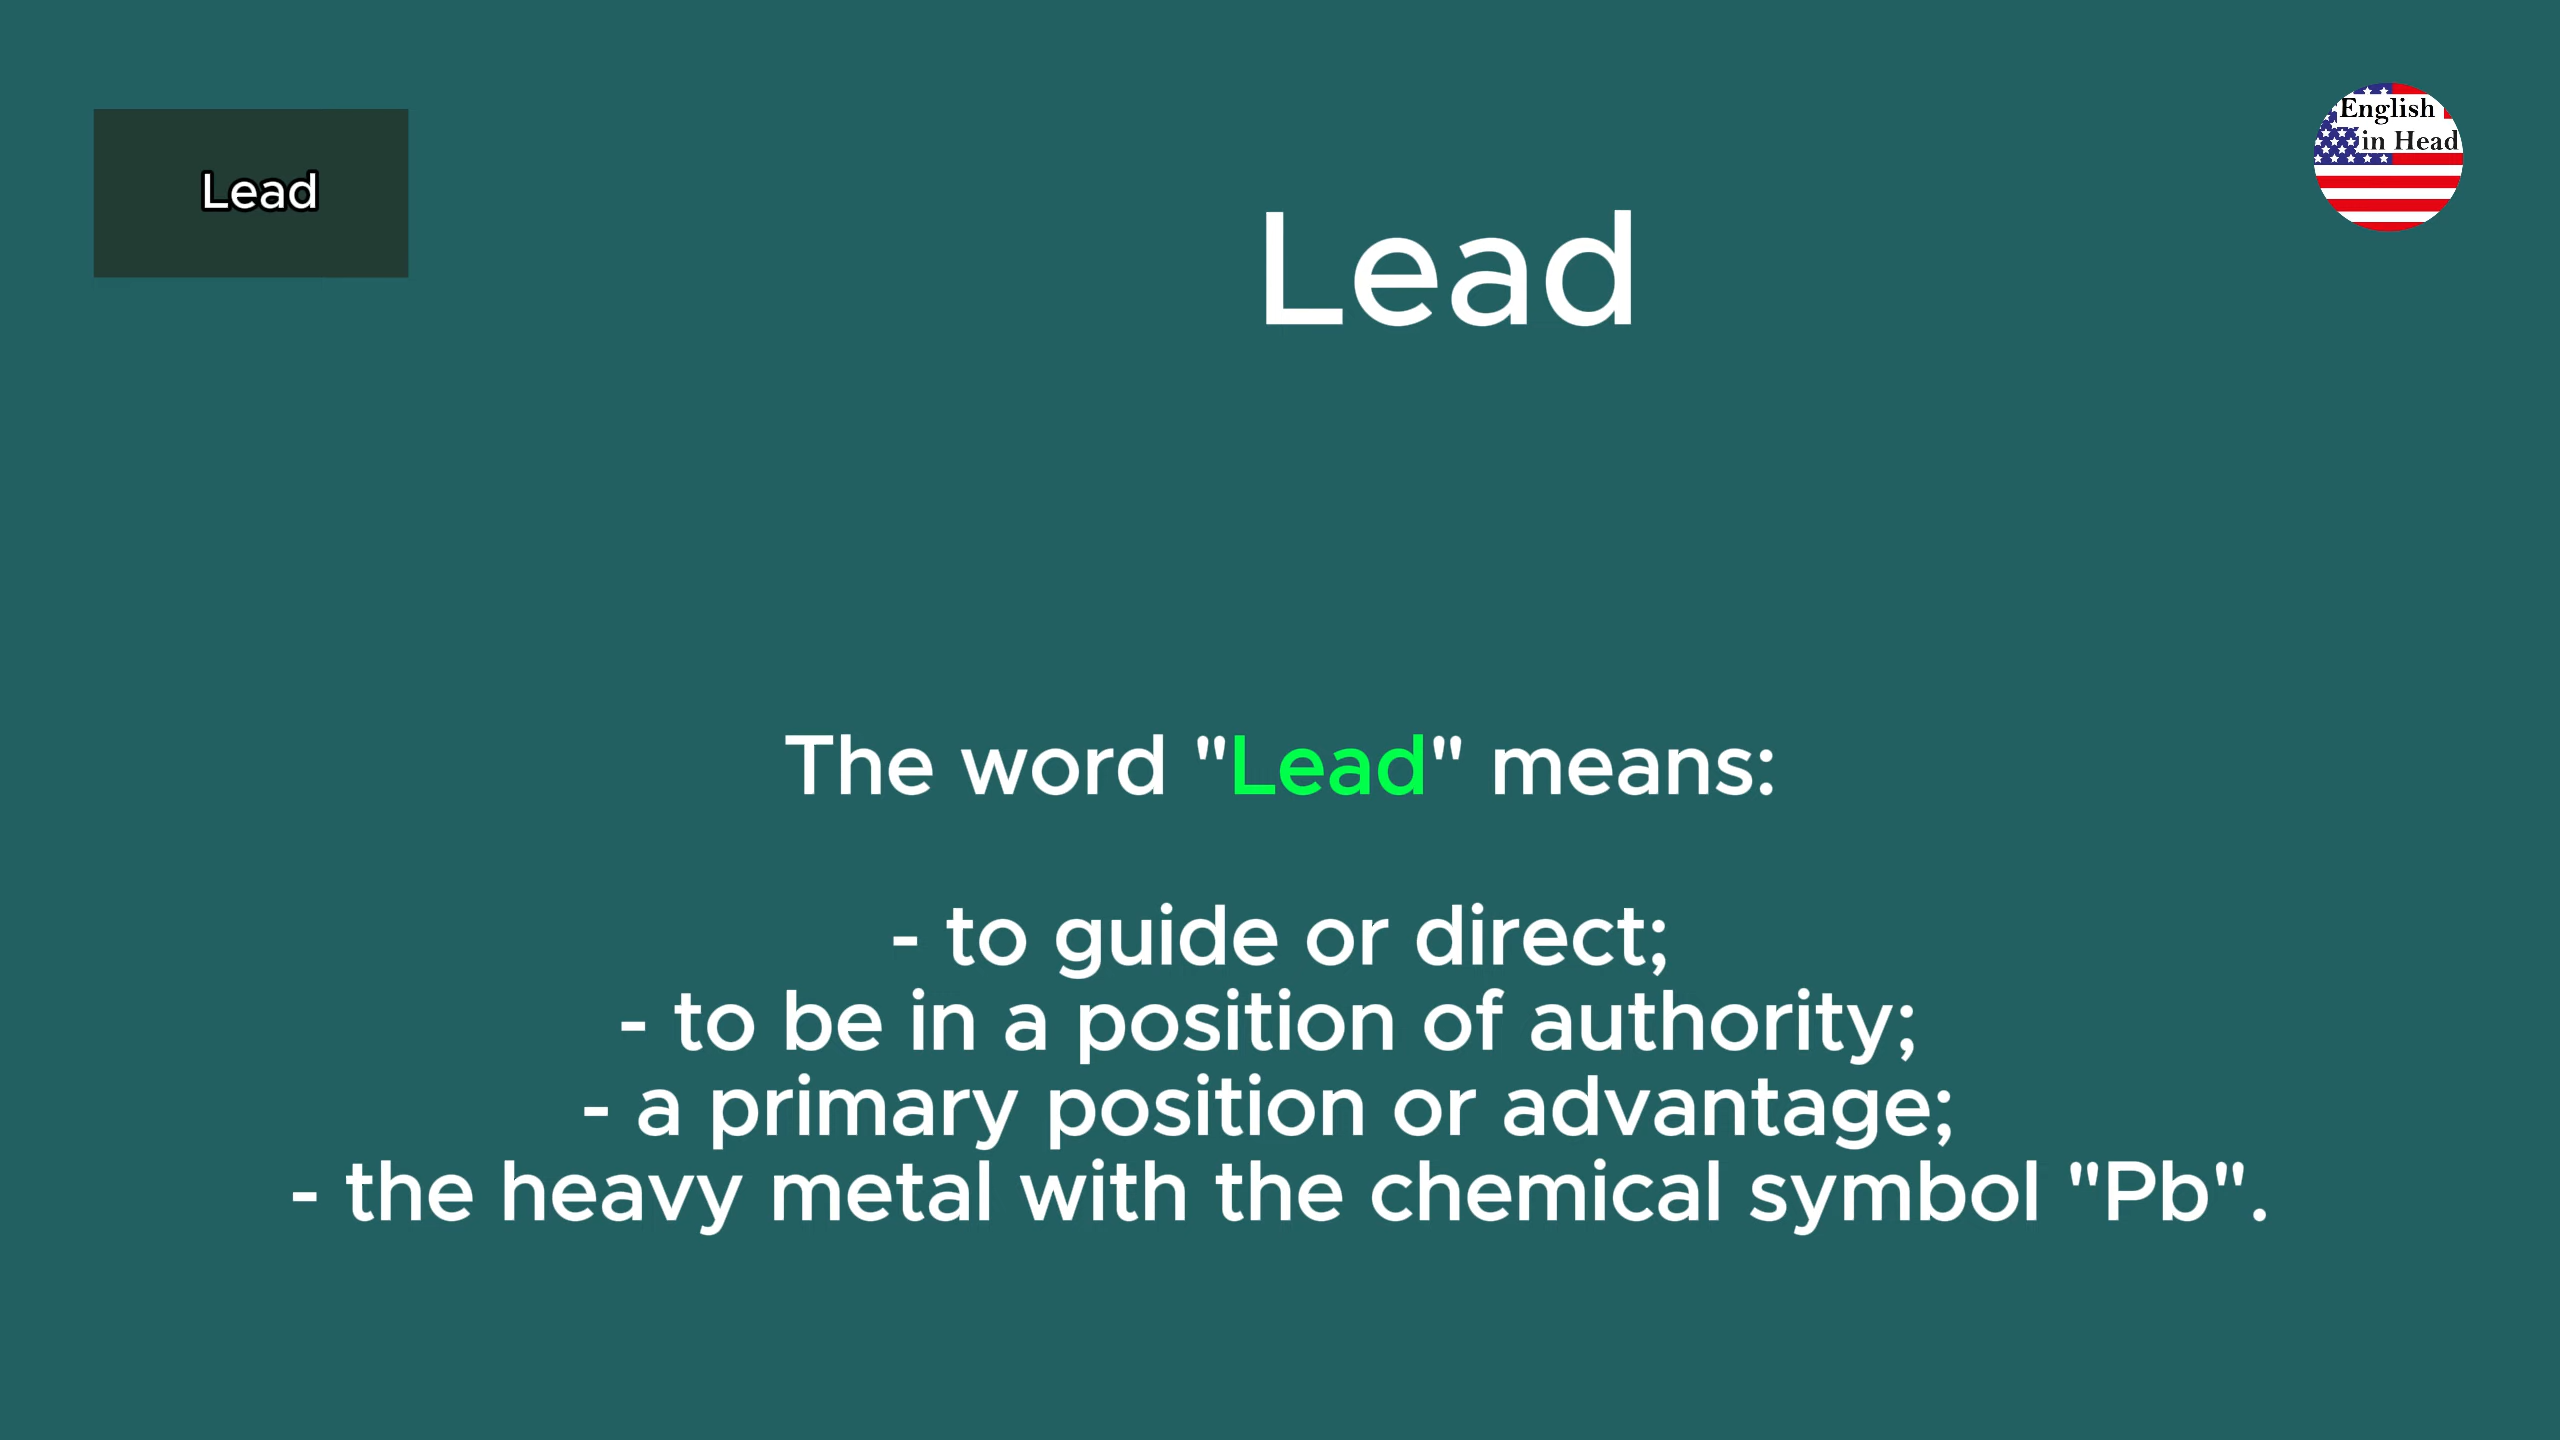 Lead
English
in Head
Lead
The word "Lead" means:
- to guide or direct;
- to be in a position of authority;
- a primary position or advantage;
- the heavy metal with the chemical symbol "Pb".